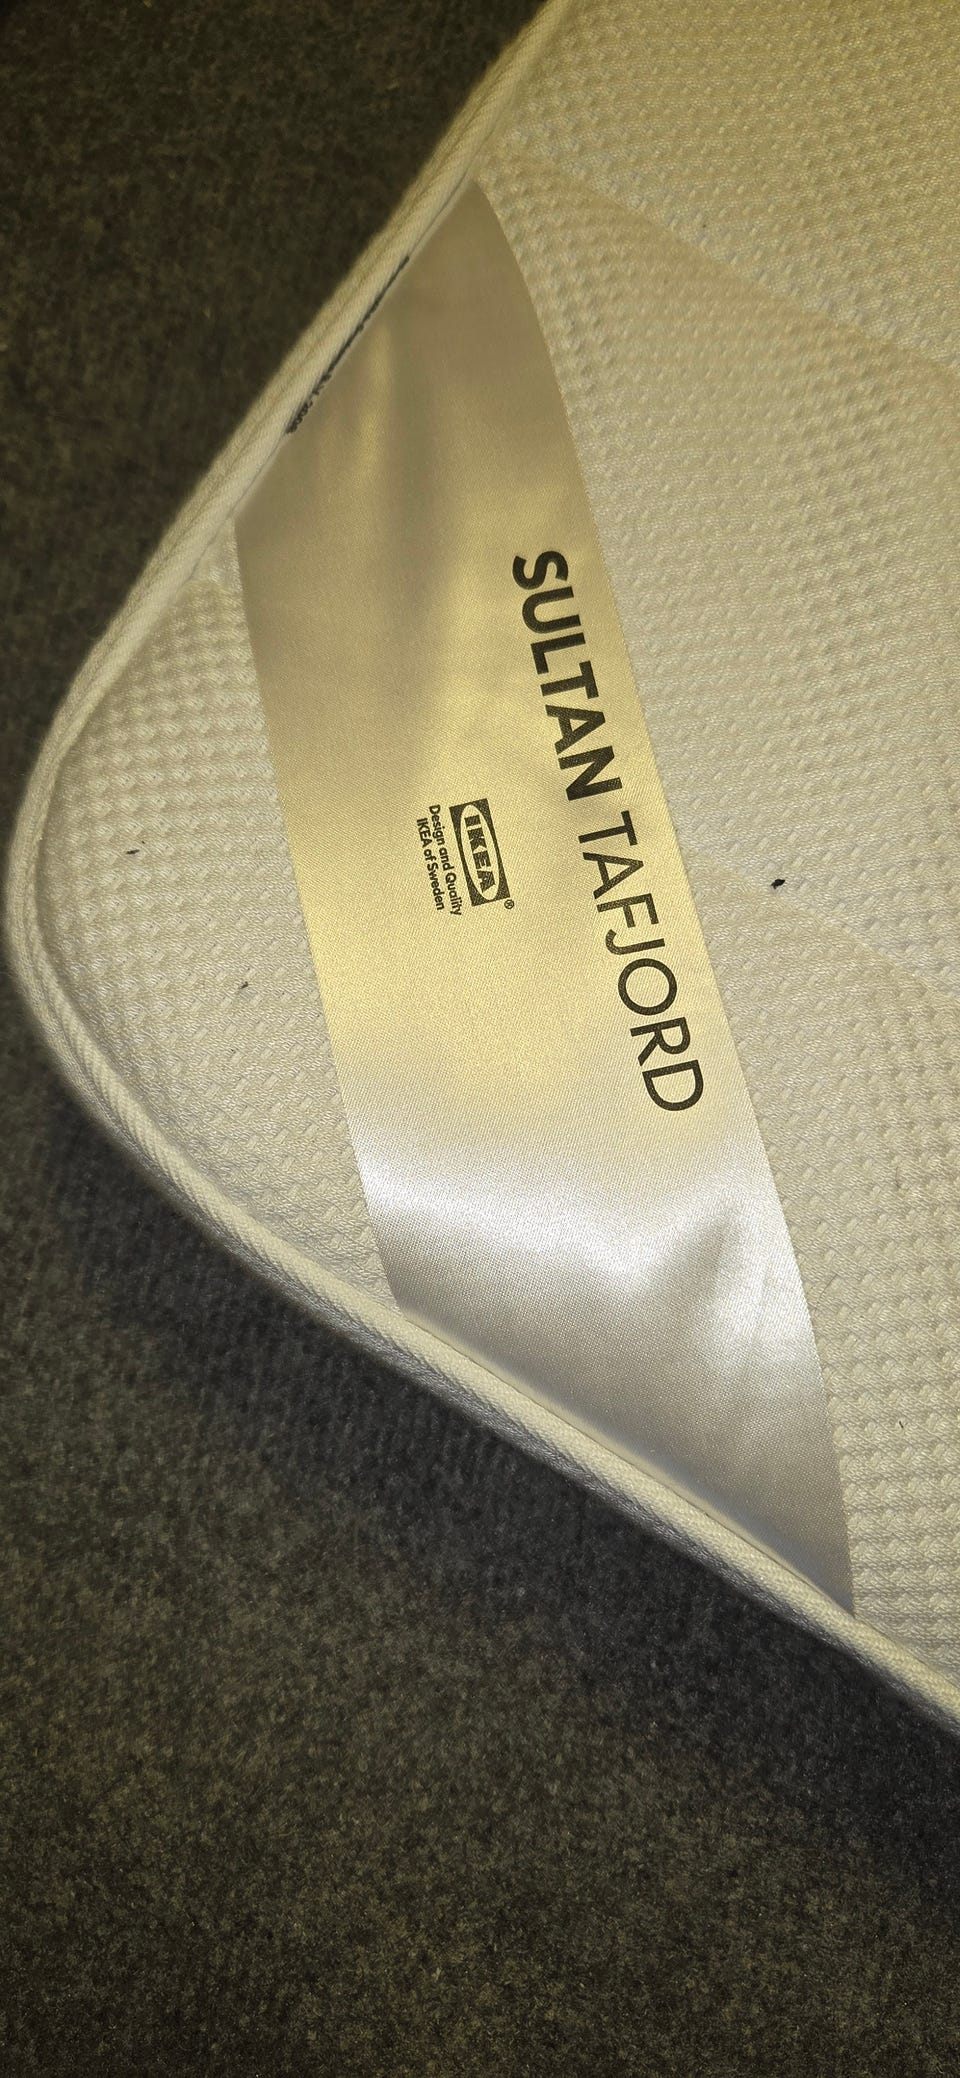 SULTAN TAFJORD
IKEA®
Design and Quality
IKEA of Sweden